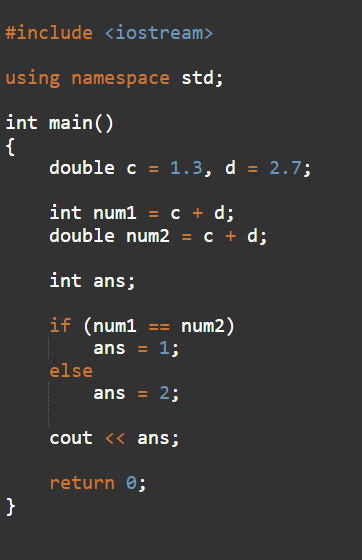 #include <iostream>
using namespace std;
int main()
{
    double c = 1.3, d = 2.7;
    int num1 = c + d;
    double num2 = c + d;
    int ans;
    if (num1 == num2)
        ans = 1;
    else
        ans = 2;
    cout << ans;
    return 0;
}